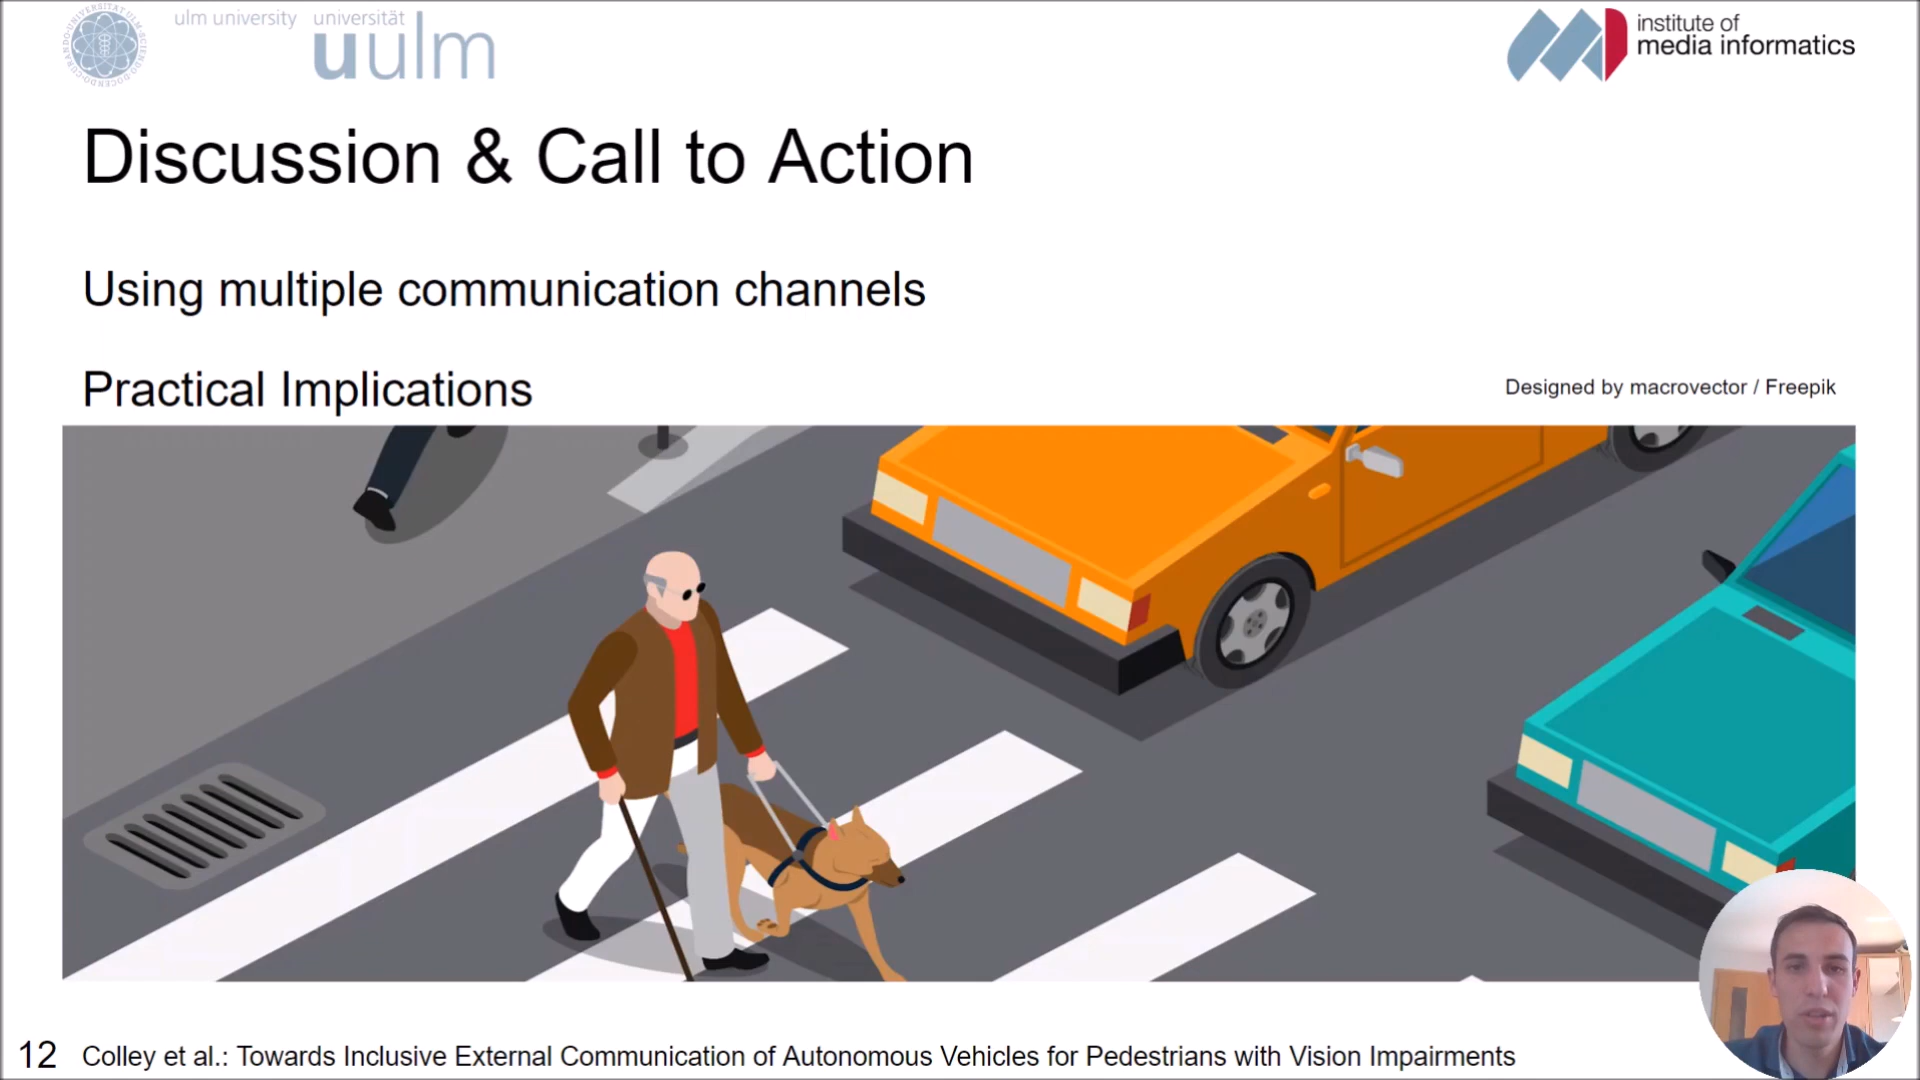 ulm university universität
uulm
institute of
media informatics
Discussion & Call to Action
Using multiple communication channels
Practical Implications
Designed by macrovector / Freepik
12 Colley et al.: Towards Inclusive External Communication of Autonomous Vehicles for Pedestrians with Vision Impairments